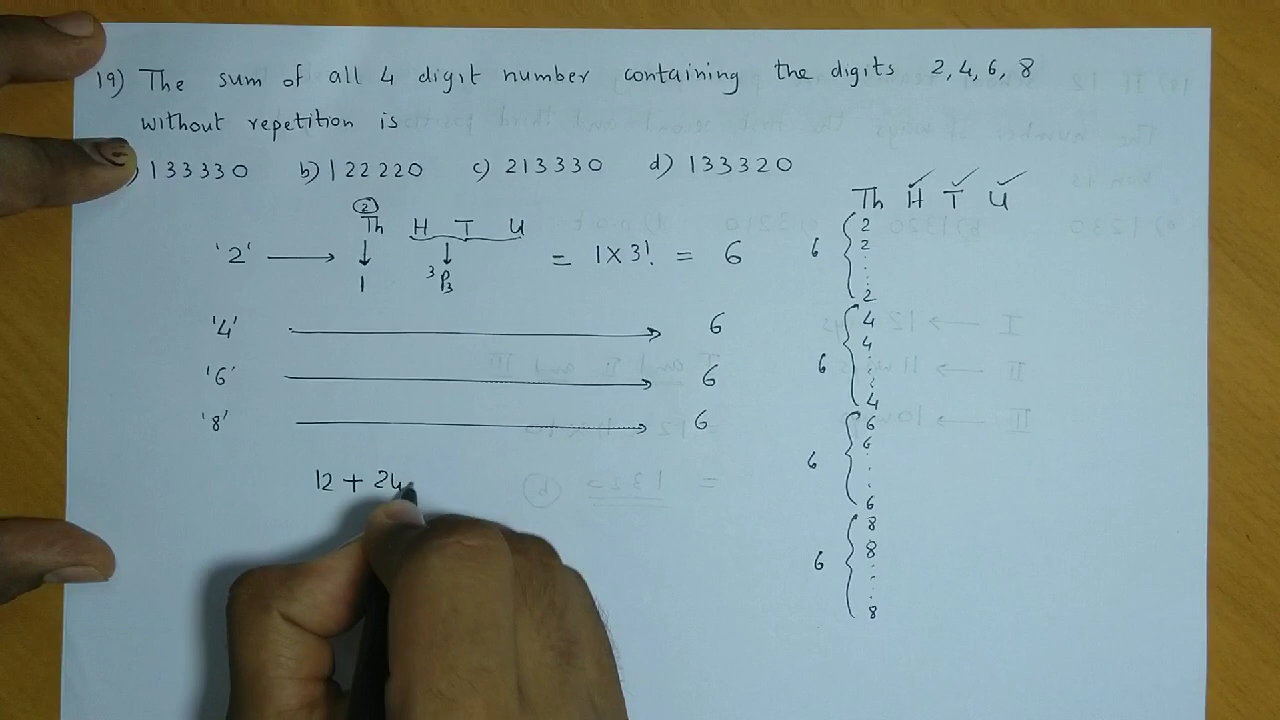 19) The sum of all 4 digit number containing the digits 2, 4, 6, 8
without repetition is
) 133330 b) 122220 c) 213330 d) 133320
Th H T U
2
Th H T U
'2' 1 ³P₃ = 1 × 3! = 6
'4' 6
'6' 6
'8' 6
12 + 24
6 { 2
2
2
6 { 4
4
4
6 { 6
6
6
6 { 8
8
8